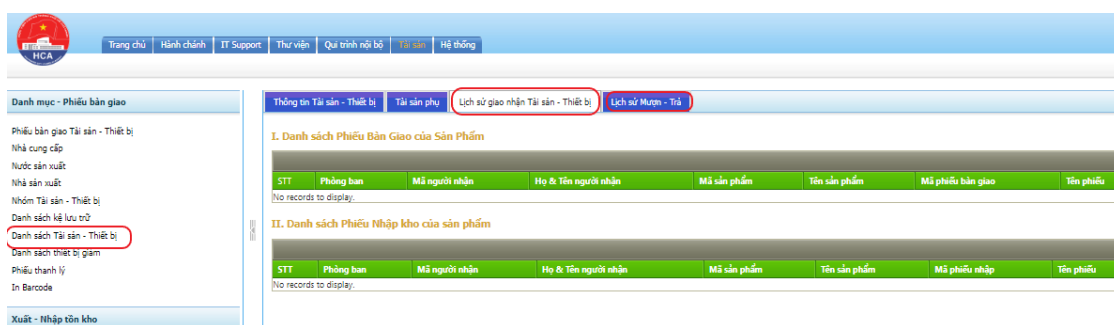 HCA
Trang chủ Hành chánh IT Support Thư viện Qui trình nội bộ Tài sản Hệ thống
Danh mục - Phiếu bàn giao
Phiếu bàn giao Tài sản - Thiết bị
Nhà cung cấp
Nước sản xuất
Nhà sản xuất
Nhóm Tài sản - Thiết bị
Danh sách kệ lưu trữ
Danh sách Tài sản - Thiết bị
Danh sách thiết bị giảm
Phiếu thanh lý
In Barcode
Xuất - Nhập tồn kho
Thông tin Tài sản - Thiết bị Tài sản phụ Lịch sử giao nhận Tài sản - Thiết bị Lịch sử Mượn - Trả
I. Danh sách Phiếu Bàn Giao của Sản Phẩm
STT Phòng ban Mã người nhận Họ & Tên người nhận Mã sản phẩm Tên sản phẩm Mã phiếu bàn giao Tên phiếu
No records to display.
II. Danh sách Phiếu Nhập kho của sản phẩm
STT Phòng ban Mã người nhận Họ & Tên người nhận Mã sản phẩm Tên sản phẩm Mã phiếu nhập Tên phiếu
No records to display.